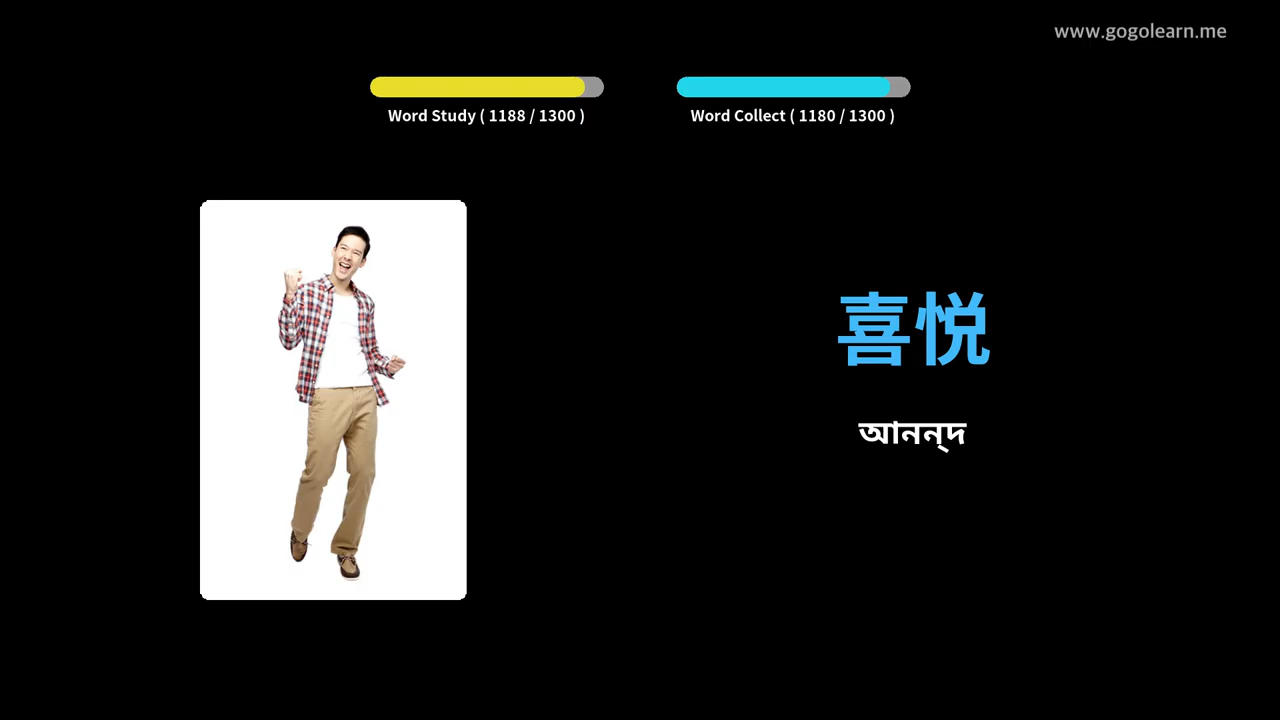 www.gogolearn.me
Word Study ( 1188 / 1300 )
Word Collect ( 1180 / 1300 )
喜悦
আনন্দ